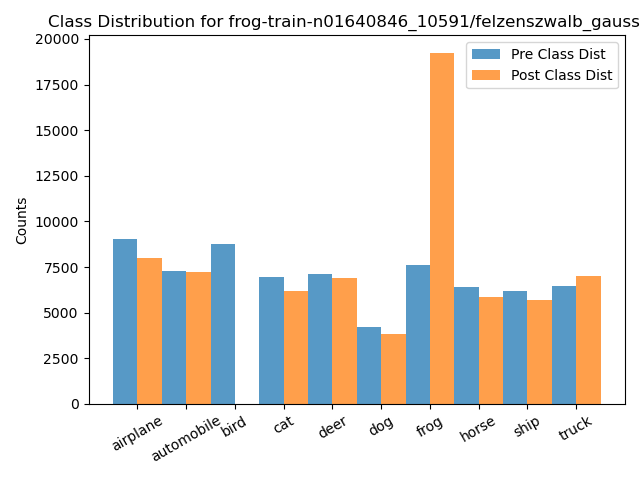 Class Distribution for frog-train-n01640846_10591/felzenszwalb_gauss
Pre Class Dist
Post Class Dist
Counts
20000
17500
15000
12500
10000
7500
5000
2500
0
airplane
automobile
bird
cat
deer
dog
frog
horse
ship
truck